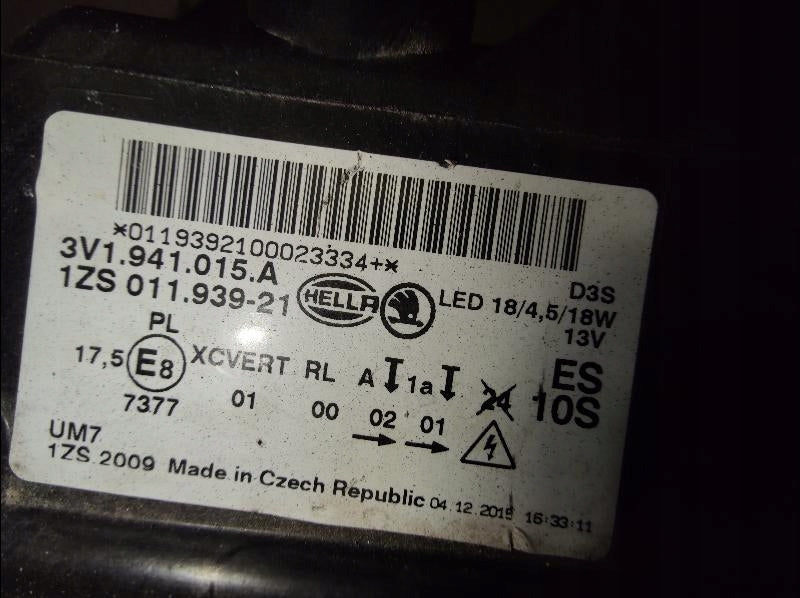 *0119392100023334+*
3V1.941.015.A
1ZS 011.939-21 HELLA LED 18/4,5/18W D3S
13V
PL
17,5 E8 XCVERT RL A 1a 24 ES
7377 01 00 02 01 10S
UM7
1ZS.2009 Made in Czech Republic 04.12.2015 16:33:11